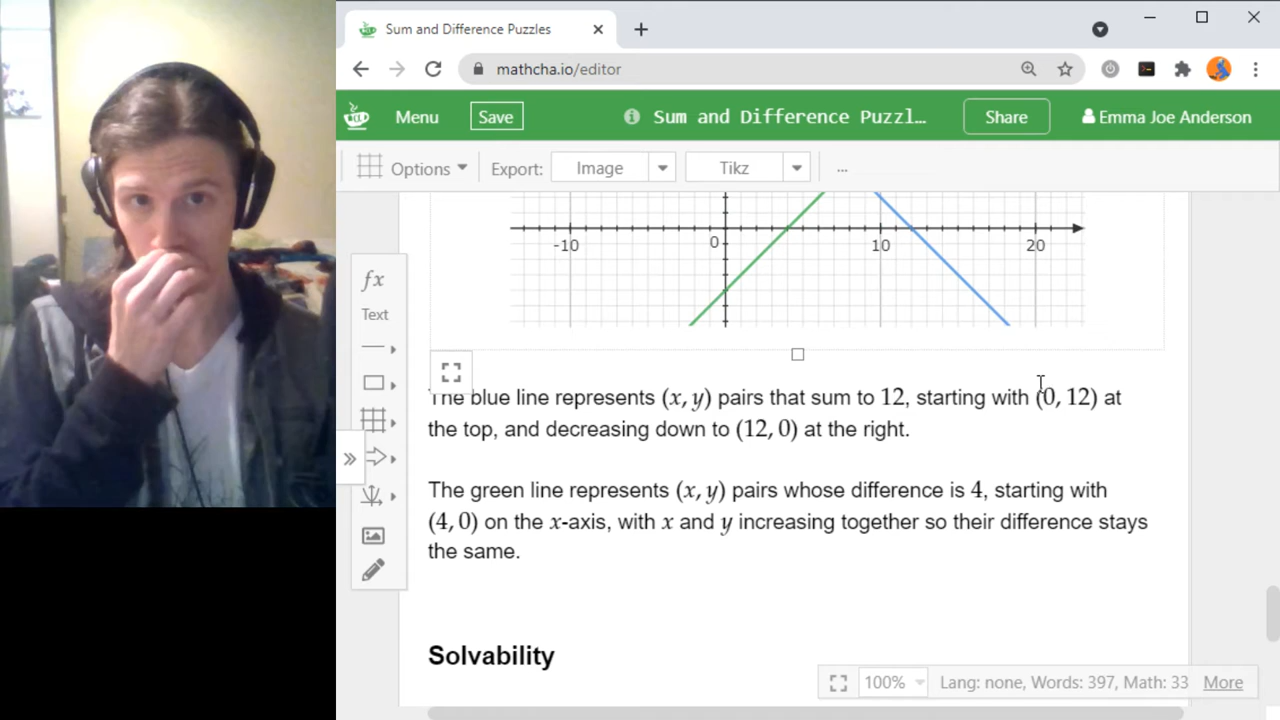 Sum and Difference Puzzles
mathcha.io/editor
Menu
Save
Sum and Difference Puzzl...
Share
Emma Joe Anderson
Options
Export:
Image
Tikz
...
-10
0
10
20
fx
Text
The blue line represents (x, y) pairs that sum to 12, starting with (0, 12) at
the top, and decreasing down to (12, 0) at the right.
The green line represents (x, y) pairs whose difference is 4, starting with
(4, 0) on the x-axis, with x and y increasing together so their difference stays
the same.
Solvability
100%
Lang: none, Words: 397, Math: 33
More